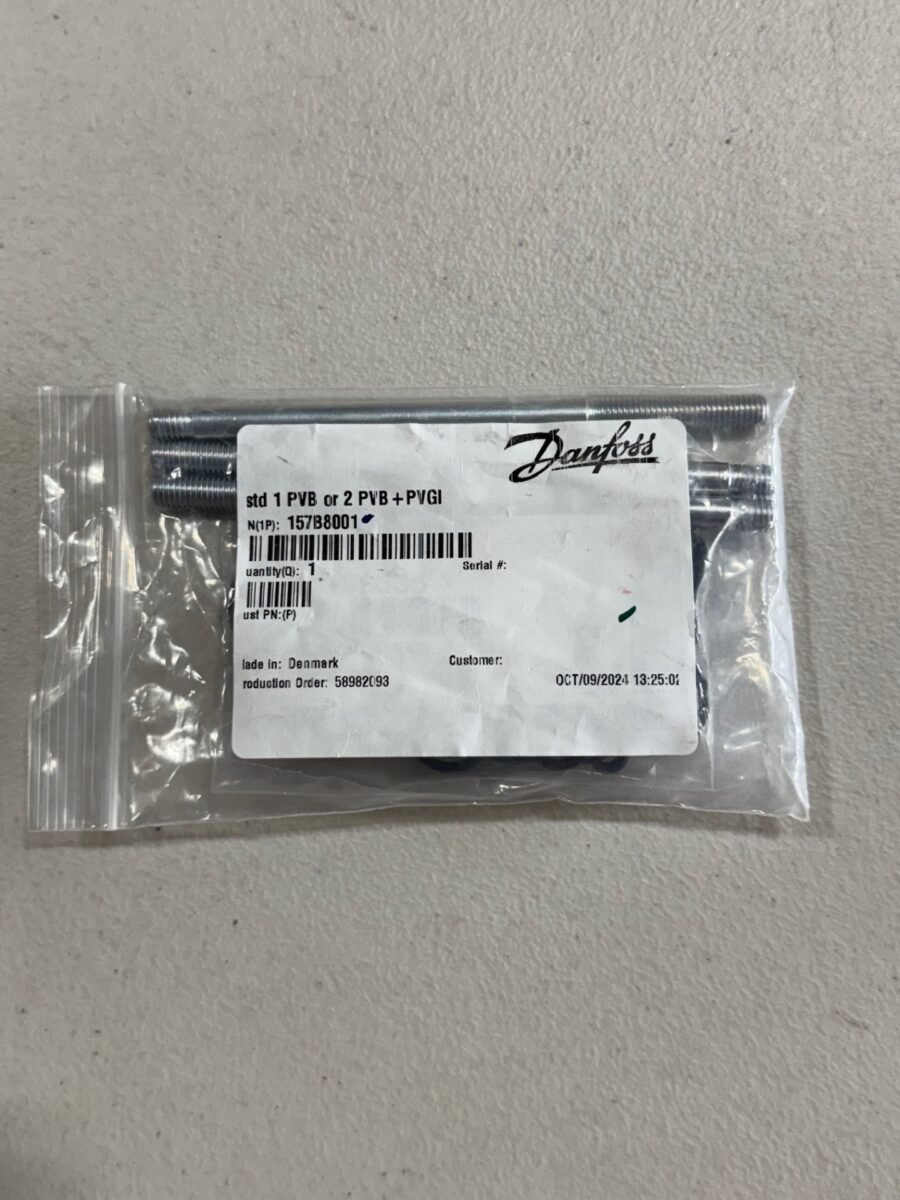 Danfoss
std 1 PVB or 2 PVB+PVGI
N(1P): 157B8001
uantity(Q): 1
Serial #:
ust PN:(P)
lade In: Denmark
Customer:
roduction Order: 58982093
OCT/09/2024 13:25:02